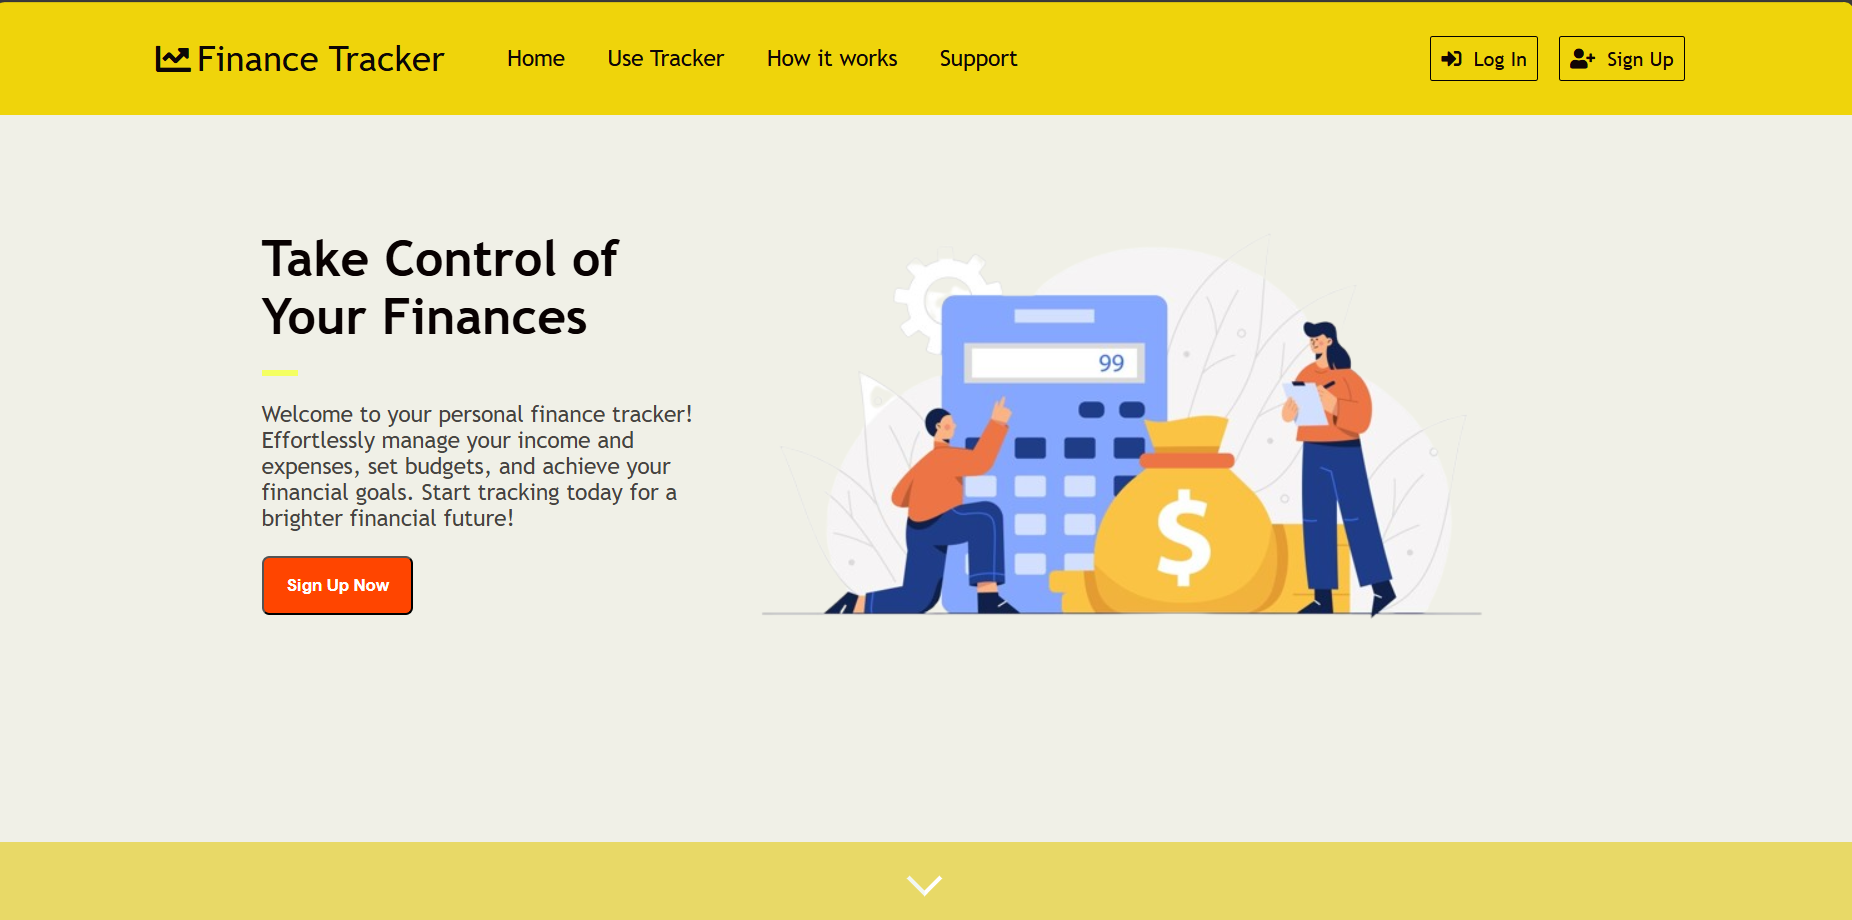 Finance Tracker
Home
Use Tracker
How it works
Support
Log In
Sign Up
Take Control of
Your Finances
Welcome to your personal finance tracker!
Effortlessly manage your income and
expenses, set budgets, and achieve your
financial goals. Start tracking today for a
brighter financial future!
Sign Up Now
99
$